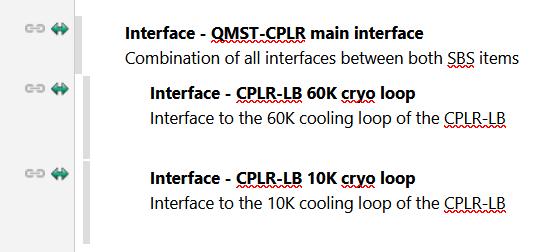 Interface - QMST-CPLR main interface
Combination of all interfaces between both SBS items
Interface - CPLR-LB 60K cryo loop
Interface to the 60K cooling loop of the CPLR-LB
Interface - CPLR-LB 10K cryo loop
Interface to the 10K cooling loop of the CPLR-LB